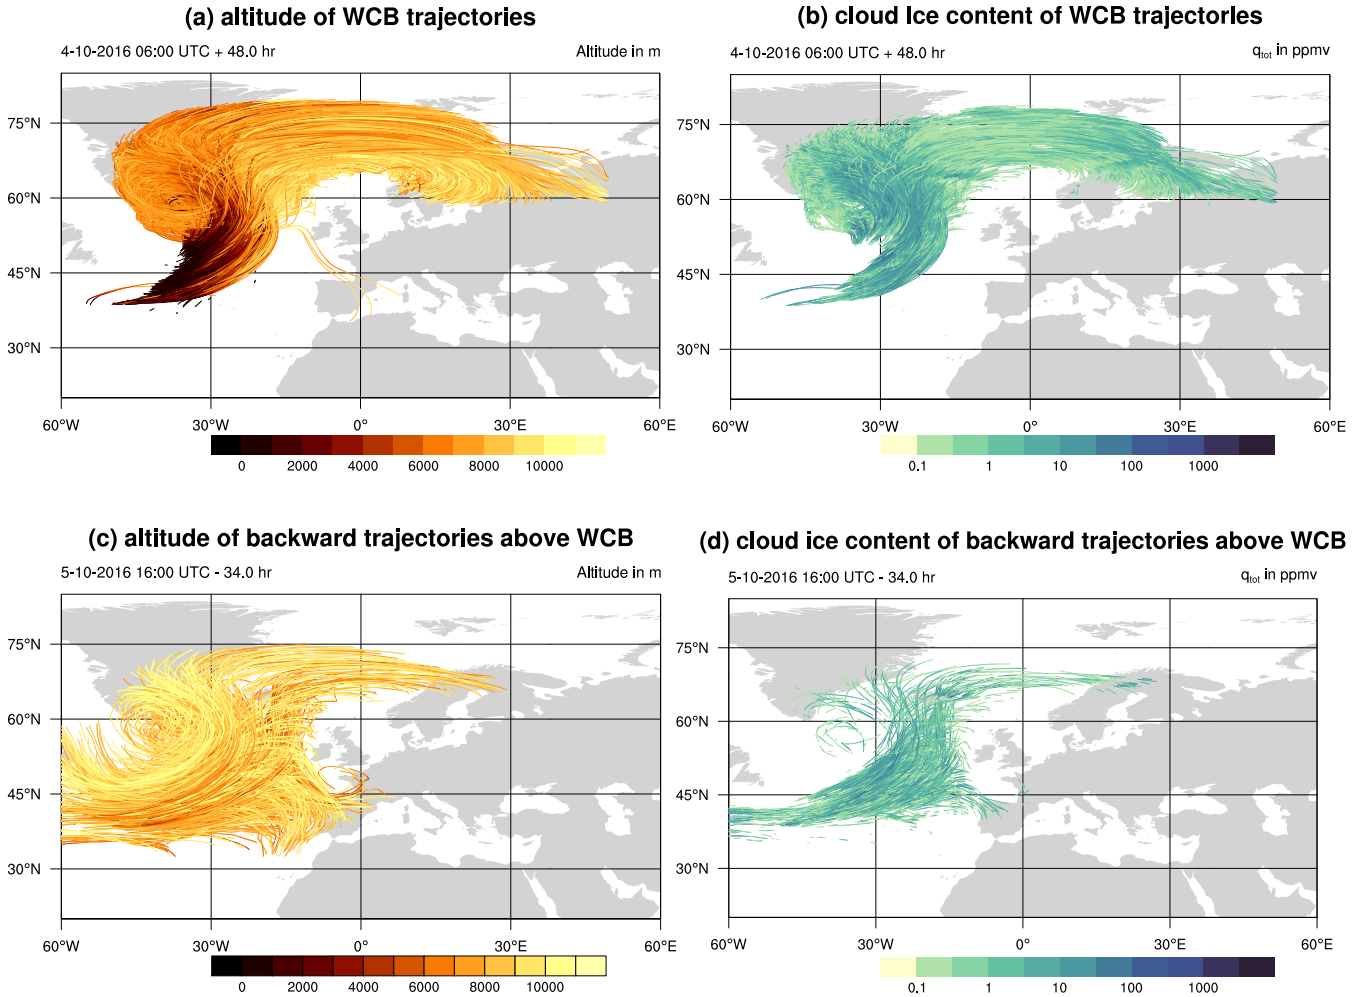 (a) altitude of WCB trajectories
4-10-2016 06:00 UTC + 48.0 hr
Altitude in m
75°N
60°N
45°N
30°N
60°W
30°W
0°
30°E
60°E
0
2000
4000
6000
8000
10000
(b) cloud Ice content of WCB trajectorles
4-10-2016 06:00 UTC + 48.0 hr
qtot in ppmv
75°N
60°N
45°N
30°N
60°W
30°W
0°
30°E
60°E
0.1
1
10
100
1000
(c) altitude of backward trajectories above WCB
5-10-2016 16:00 UTC - 34.0 hr
Altitude in m
75°N
60°N
45°N
30°N
60°W
30°W
0°
30°E
60°E
0
2000
4000
6000
8000
10000
(d) cloud ice content of backward trajectories above WCB
5-10-2016 16:00 UTC - 34.0 hr
qtot in ppmv
75°N
60°N
45°N
30°N
60°W
30°W
0°
30°E
60°E
0.1
1
10
100
1000